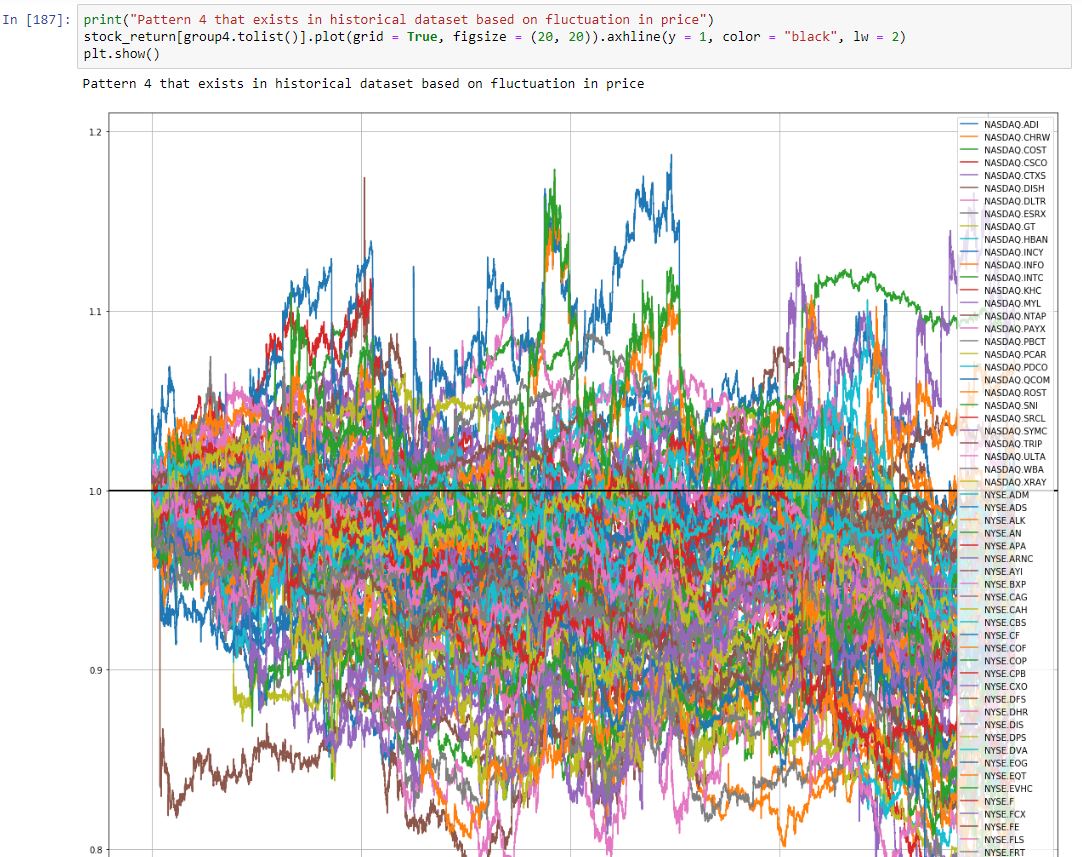 In [187]:
print("Pattern 4 that exists in historical dataset based on fluctuation in price")
stock_return[group4.tolist()].plot(grid = True, figsize = (20, 20)).axhline(y = 1, color = "black", lw = 2)
plt.show()
Pattern 4 that exists in historical dataset based on fluctuation in price
1.2
1.1
1.0
0.9
0.8
NASDAQ.ADI
NASDAQ.CHRW
NASDAQ.COST
NASDAQ.CSCO
NASDAQ.CTXS
NASDAQ.DISH
NASDAQ.DLTR
NASDAQ.ESRX
NASDAQ.GT
NASDAQ.HBAN
NASDAQ.INCY
NASDAQ.INFO
NASDAQ.INTC
NASDAQ.KHC
NASDAQ.MYL
NASDAQ.NTAP
NASDAQ.PAYX
NASDAQ.PBCT
NASDAQ.PCAR
NASDAQ.PDCO
NASDAQ.QCOM
NASDAQ.ROST
NASDAQ.SNI
NASDAQ.SRCL
NASDAQ.SYMC
NASDAQ.TRIP
NASDAQ.ULTA
NASDAQ.WBA
NASDAQ.XRAY
NYSE.ADM
NYSE.ADS
NYSE.ALK
NYSE.AN
NYSE.APA
NYSE.ARNC
NYSE.AYI
NYSE.BXP
NYSE.CAG
NYSE.CAH
NYSE.CBS
NYSE.CF
NYSE.COF
NYSE.COP
NYSE.CPB
NYSE.CXO
NYSE.DFS
NYSE.DHR
NYSE.DIS
NYSE.DPS
NYSE.DVA
NYSE.EOG
NYSE.EQT
NYSE.EVHC
NYSE.F
NYSE.FCX
NYSE.FE
NYSE.FLS
NYSE.FRT